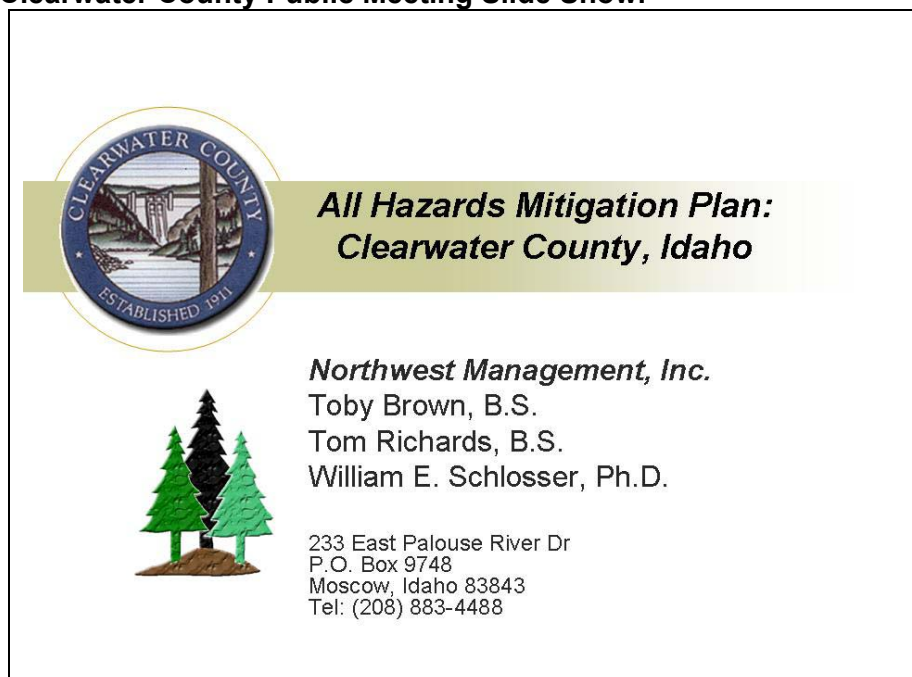 Clearwater County Public Meeting Slide Show:
CLEARWATER COUNTY
ESTABLISHED 1911
All Hazards Mitigation Plan:
Clearwater County, Idaho
Northwest Management, Inc.
Toby Brown, B.S.
Tom Richards, B.S.
William E. Schlosser, Ph.D.
233 East Palouse River Dr
P.O. Box 9748
Moscow, Idaho 83843
Tel: (208) 883-4488